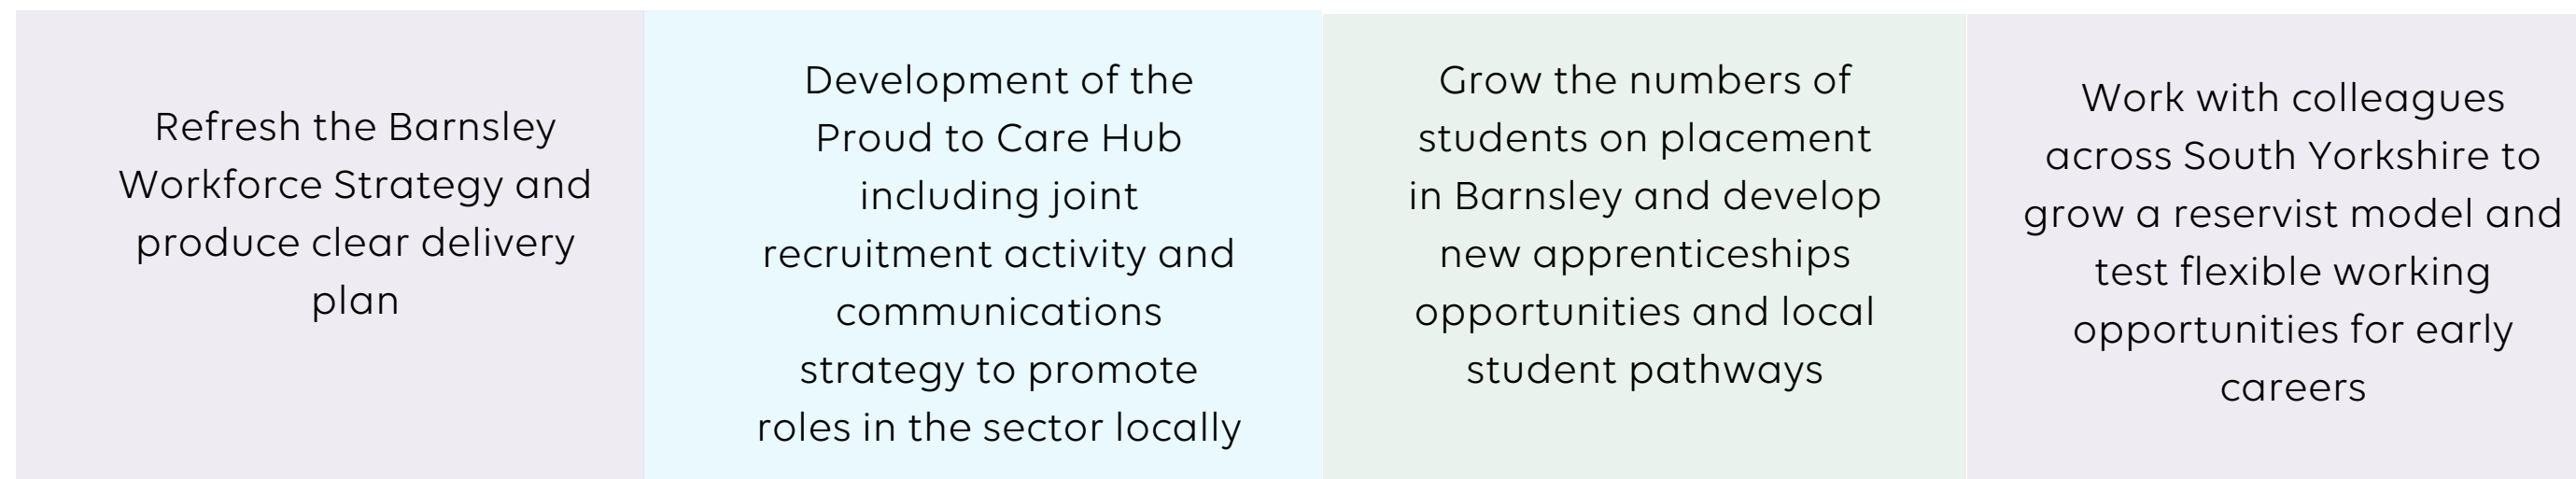 Refresh the Barnsley
Workforce Strategy and
produce clear delivery
plan
Development of the
Proud to Care Hub
including joint
recruitment activity and
communications
strategy to promote
roles in the sector locally
Grow the numbers of
students on placement
in Barnsley and develop
new apprenticeships
opportunities and local
student pathways
Work with colleagues
across South Yorkshire to
grow a reservist model and
test flexible working
opportunities for early
careers